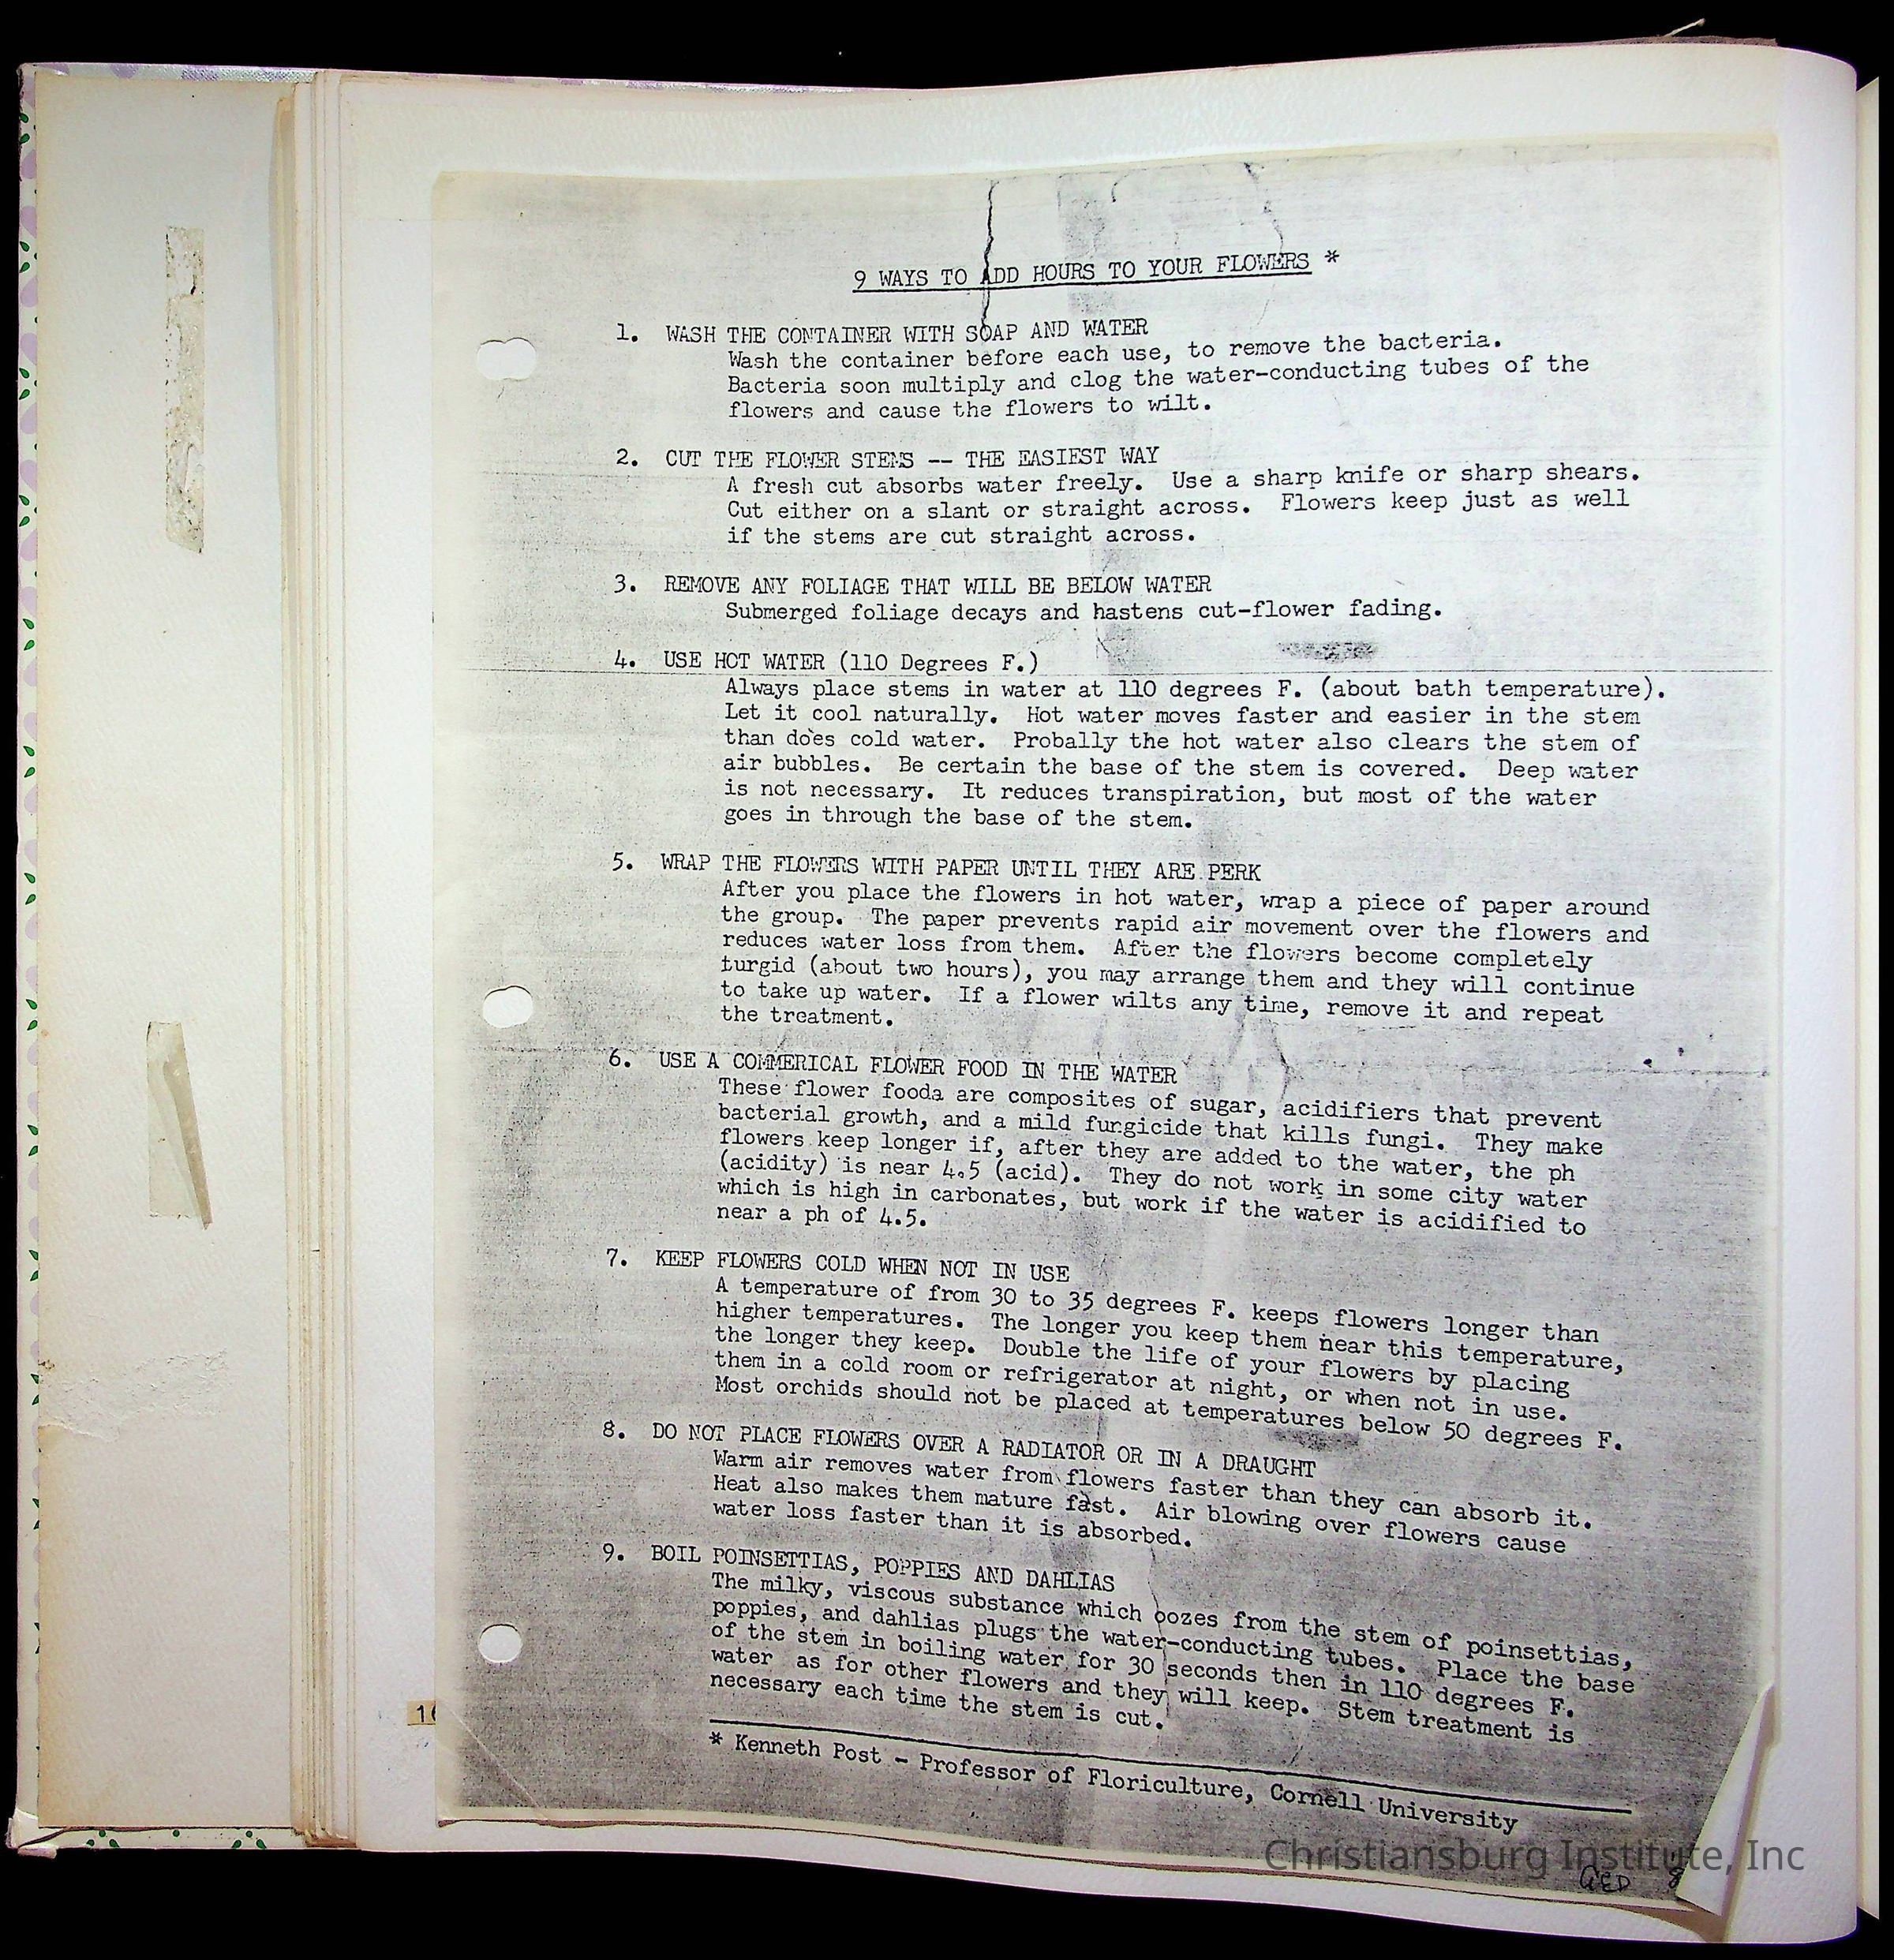 9 WAYS TO ADD HOURS TO YOUR FLOWERS *
1. WASH THE CONTAINER WITH SOAP AND WATER
Wash the container before each use, to remove the bacteria.
Bacteria soon multiply and clog the water-conducting tubes of the
flowers and cause the flowers to wilt.
2. CUT THE FLOWER STEMS -- THE EASIEST WAY
A fresh cut absorbs water freely. Use a sharp knife or sharp shears.
Cut either on a slant or straight across. Flowers keep just as well
if the stems are cut straight across.
3. REMOVE ANY FOLIAGE THAT WILL BE BELOW WATER
Submerged foliage decays and hastens cut-flower fading.
4. USE HOT WATER (110 Degrees F.)
Always place stems in water at 110 degrees F. (about bath temperature).
Let it cool naturally. Hot water moves faster and easier in the stem
than does cold water. Probally the hot water also clears the stem of
air bubbles. Be certain the base of the stem is covered. Deep water
is not necessary. It reduces transpiration, but most of the water
goes in through the base of the stem.
5. WRAP THE FLOWERS WITH PAPER UNTIL THEY ARE PERK
After you place the flowers in hot water, wrap a piece of paper around
the group. The paper prevents rapid air movement over the flowers and
reduces water loss from them. After the flowers become completely
turgid (about two hours), you may arrange them and they will continue
to take up water. If a flower wilts any time, remove it and repeat
the treatment.
6. USE A COMMERICAL FLOWER FOOD IN THE WATER
These flower fooda are composites of sugar, acidifiers that prevent
bacterial growth, and a mild fungicide that kills fungi. They make
flowers keep longer if, after they are added to the water, the ph
(acidity) is near 4.5 (acid). They do not work in some city water
which is high in carbonates, but work if the water is acidified to
near a ph of 4.5.
7. KEEP FLOWERS COLD WHEN NOT IN USE
A temperature of from 30 to 35 degrees F. keeps flowers longer than
higher temperatures. The longer you keep them near this temperature,
the longer they keep. Double the life of your flowers by placing
them in a cold room or refrigerator at night, or when not in use.
Most orchids should not be placed at temperatures below 50 degrees F.
8. DO NOT PLACE FLOWERS OVER A RADIATOR OR IN A DRAUGHT
Warm air removes water from flowers faster than they can absorb it.
Heat also makes them mature fast. Air blowing over flowers cause
water loss faster than it is absorbed.
9. BOIL POINSETTIAS, POPPIES AND DAHLIAS
The milky, viscous substance which oozes from the stem of poinsettias,
poppies, and dahlias plugs the water-conducting tubes. Place the base
of the stem in boiling water for 30 seconds then in 110 degrees F.
water as for other flowers and they will keep. Stem treatment is
necessary each time the stem is cut.
* Kenneth Post - Professor of Floriculture, Cornell University
Christiansburg Institute, Inc